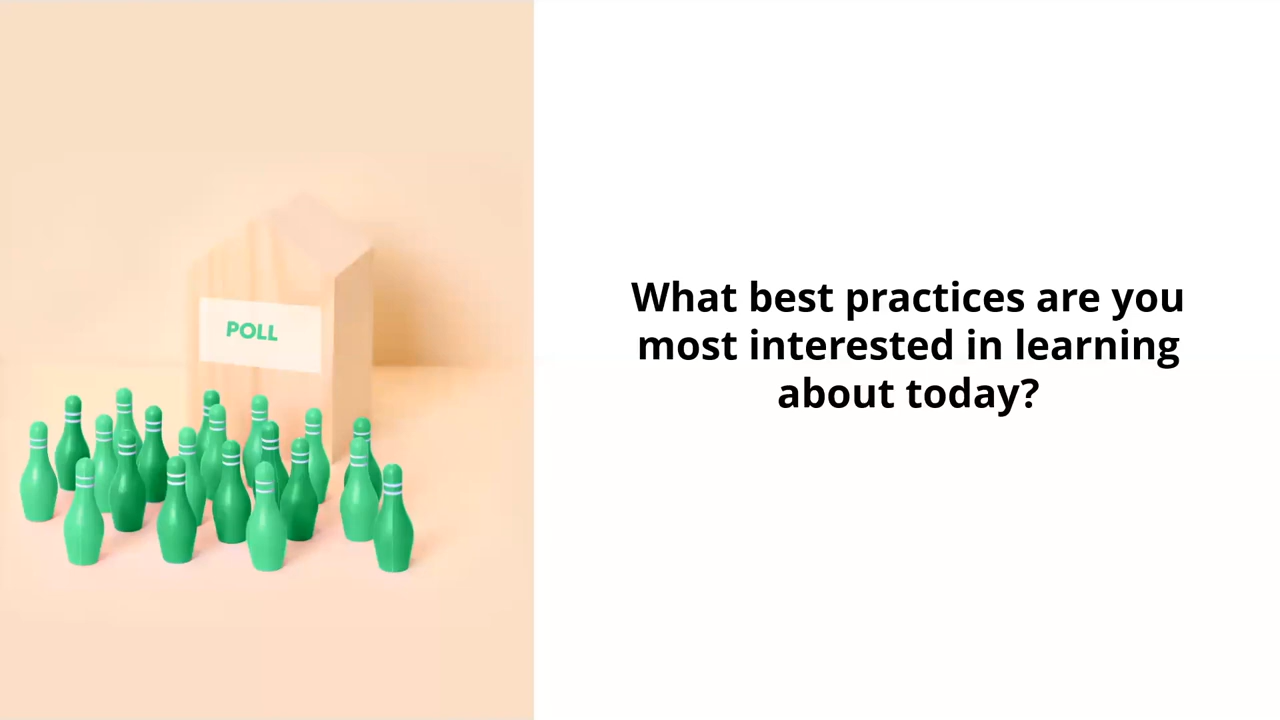 POLL
What best practices are you
most interested in learning
about today?